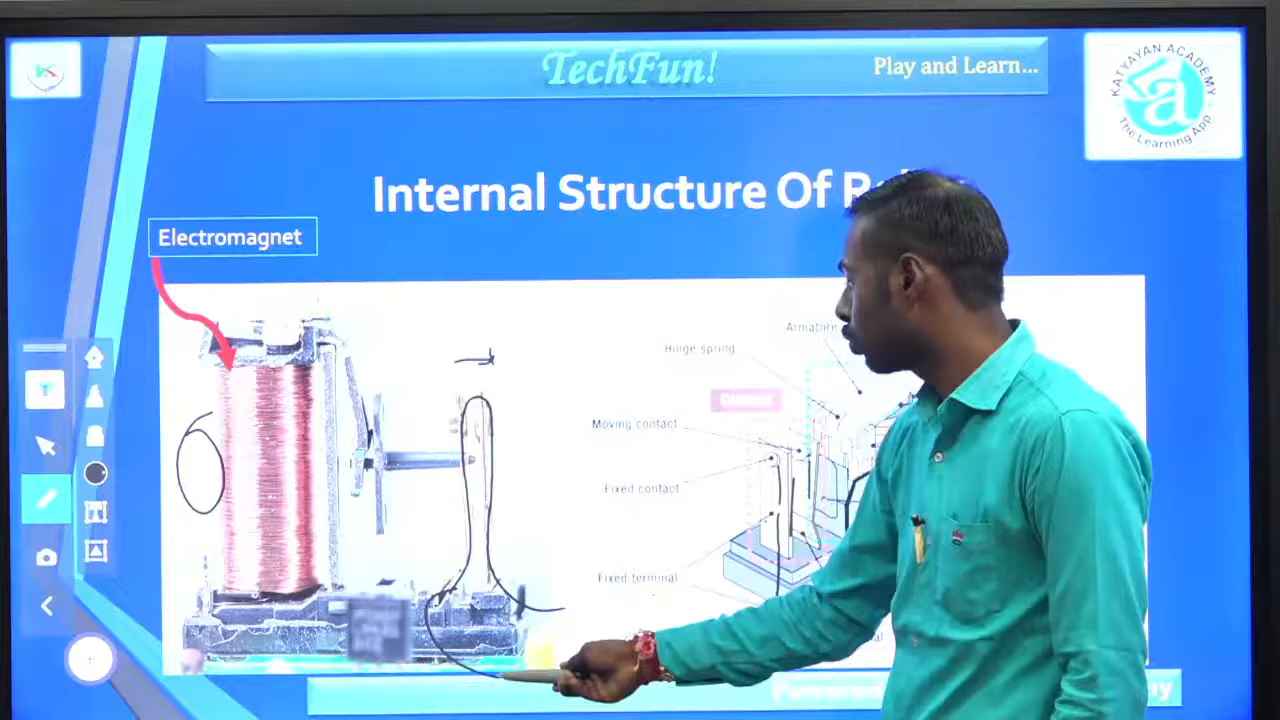 TechFun!
Play and Learn...
KATYAYAN ACADEMY
The Learning App
Internal Structure Of
Electromagnet
Armature
Hinge spring
Moving contact
Fixed contact
Fixed terminal